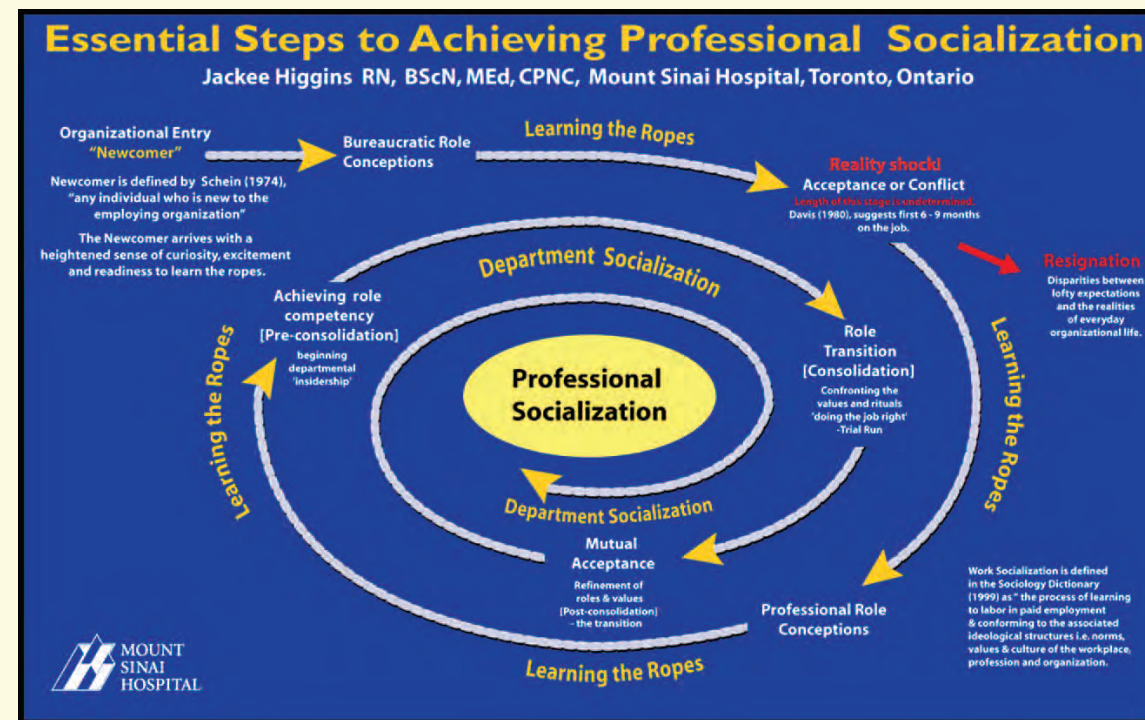 Essential Steps to Achieving Professional Socialization
Jackee Higgins RN, BScN, MEd, CPNC, Mount Sinai Hospital, Toronto, Ontario
Organizational Entry
"Newcomer"
Newcomer is defined by Schein (1974),
"any individual who is new to the
employing organization"
The Newcomer arrives with a
heightened sense of curiosity, excitement
and readiness to learn the ropes.
Bureaucratic Role
Conceptions
Learning the Ropes
Reality shock!
Acceptance or Conflict
Length of this stage is undetermined.
Davis (1980), suggests first 6 - 9 months
on the job.
Resignation
Disparities between
lofty expectations
and the realities
of everyday
organizational life.
Learning the Ropes
Professional Role
Conceptions
Learning the Ropes
Learning the Ropes
Achieving role
competency
[Pre-consolidation]
beginning
departmental
'insidership'
Department Socialization
Role
Transition
[Consolidation]
Confronting the
values and rituals
'doing the job right'
-Trial Run
Mutual
Acceptance
Refinement of
roles & values
[Post-consolidation]
- the transition
Department Socialization
Professional
Socialization
Work Socialization is defined
in the Sociology Dictionary
(1999) as " the process of learning
to labor in paid employment
& conforming to the associated
ideological structures i.e. norms,
values & culture of the workplace,
profession and organization.
MOUNT
SINAI
HOSPITAL